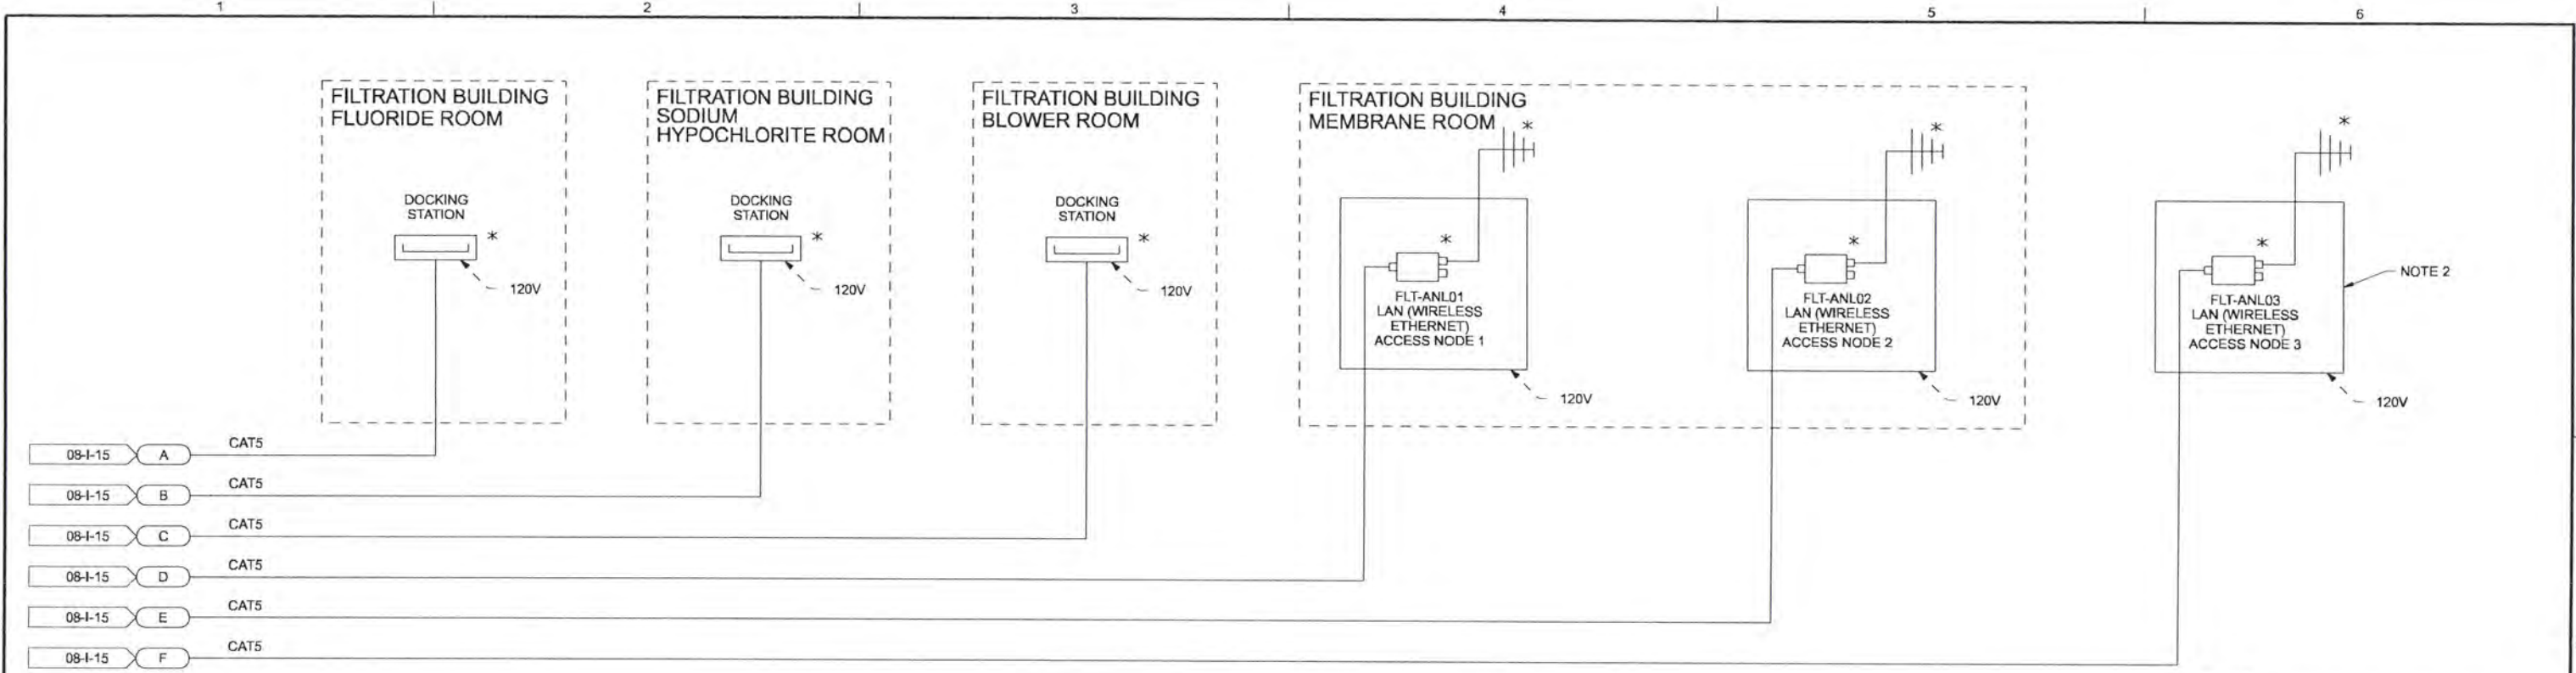 1
2
3
4
5
6
FILTRATION BUILDING
FLUORIDE ROOM
DOCKING
STATION
*
120V
FILTRATION BUILDING
SODIUM
HYPOCHLORITE ROOM
DOCKING
STATION
*
120V
FILTRATION BUILDING
BLOWER ROOM
DOCKING
STATION
*
120V
FILTRATION BUILDING
MEMBRANE ROOM
*
*
FLT-ANL01
LAN (WIRELESS
ETHERNET)
ACCESS NODE 1
120V
*
*
FLT-ANL02
LAN (WIRELESS
ETHERNET)
ACCESS NODE 2
120V
*
*
FLT-ANL03
LAN (WIRELESS
ETHERNET)
ACCESS NODE 3
NOTE 2
120V
08-I-15 A CAT5
08-I-15 B CAT5
08-I-15 C CAT5
08-I-15 D CAT5
08-I-15 E CAT5
08-I-15 F CAT5